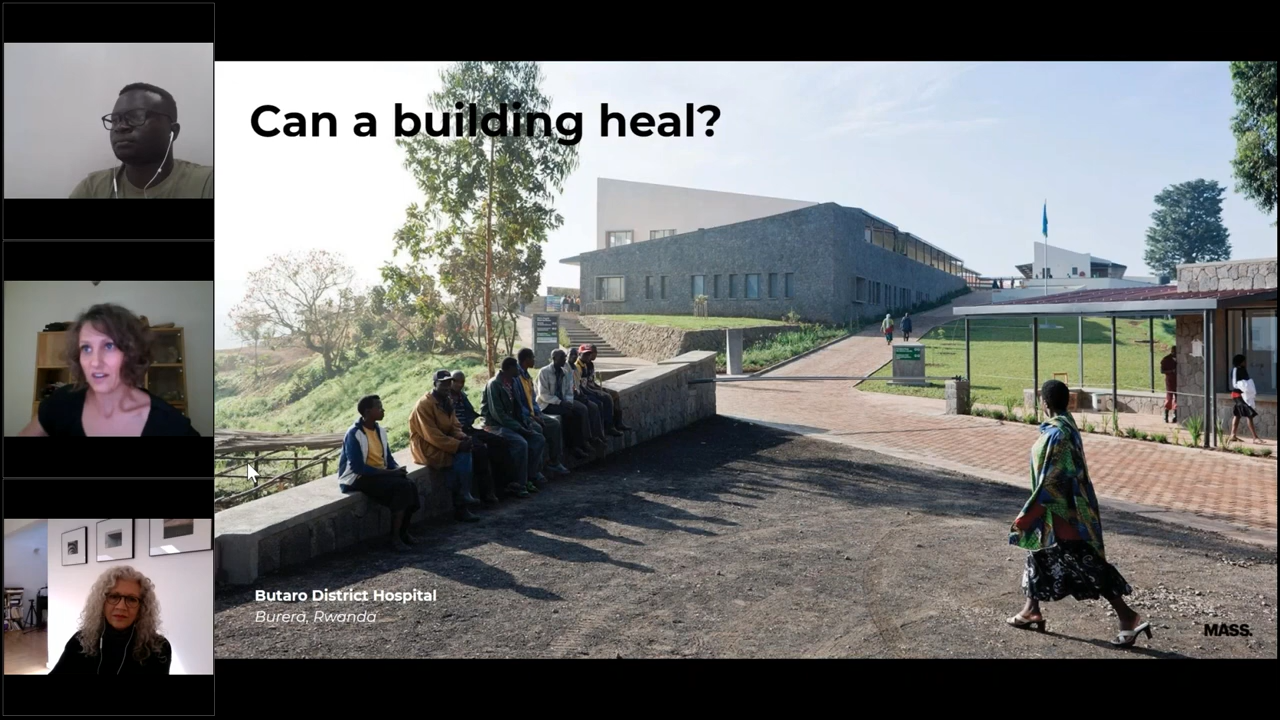 Can a building heal?
Butaro District Hospital
Burera, Rwanda
MASS.